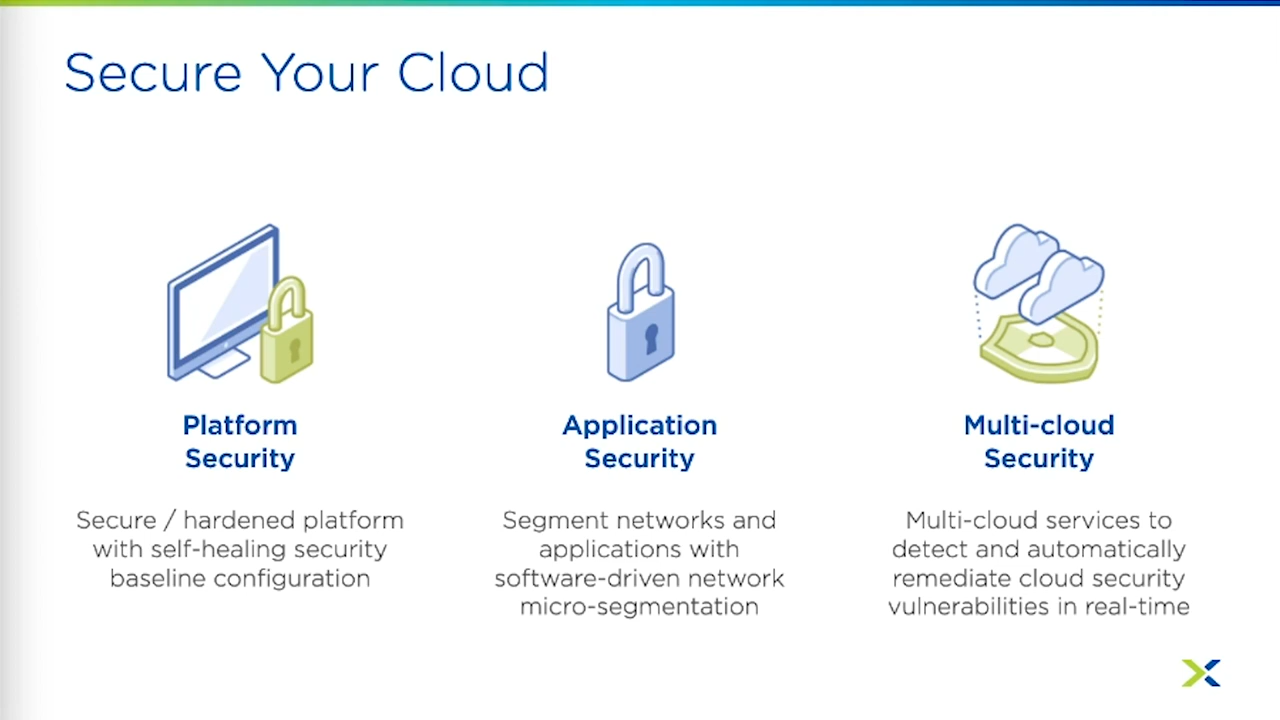 Secure Your Cloud
Platform
Security
Secure / hardened platform
with self-healing security
baseline configuration
Application
Security
Segment networks and
applications with
software-driven network
micro-segmentation
Multi-cloud
Security
Multi-cloud services to
detect and automatically
remediate cloud security
vulnerabilities in real-time